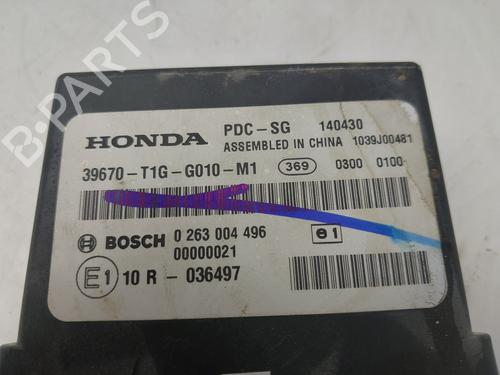 HONDA PDC-SG 140430
ASSEMBLED IN CHINA 1039J00481
39670-T1G-G010-M1 369 0300 0100
BOSCH 0 263 004 496 Θ1
00000021
E1 10 R - 036497
B-PARTS